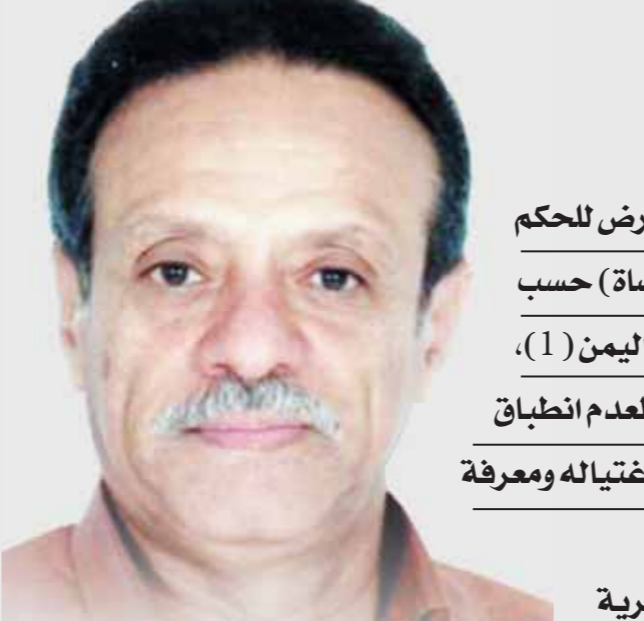 رض للحكم
ساة) حسب
ليمن (1)،
لعدم انطباق
غتياله ومعرفة
رية